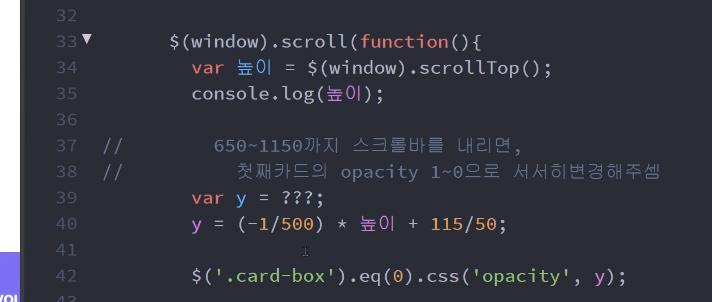 32
33 $(window).scroll(function(){
34 var 높이 = $(window).scrollTop();
35 console.log(높이);
36
37 // 650~1150까지 스크롤바를 내리면,
38 // 첫째카드의 opacity 1~0으로 서서히변경해주셈
39 var y = ???;
40 y = (-1/500) * 높이 + 115/50;
41
42 $('.card-box').eq(0).css('opacity', y);
43
you